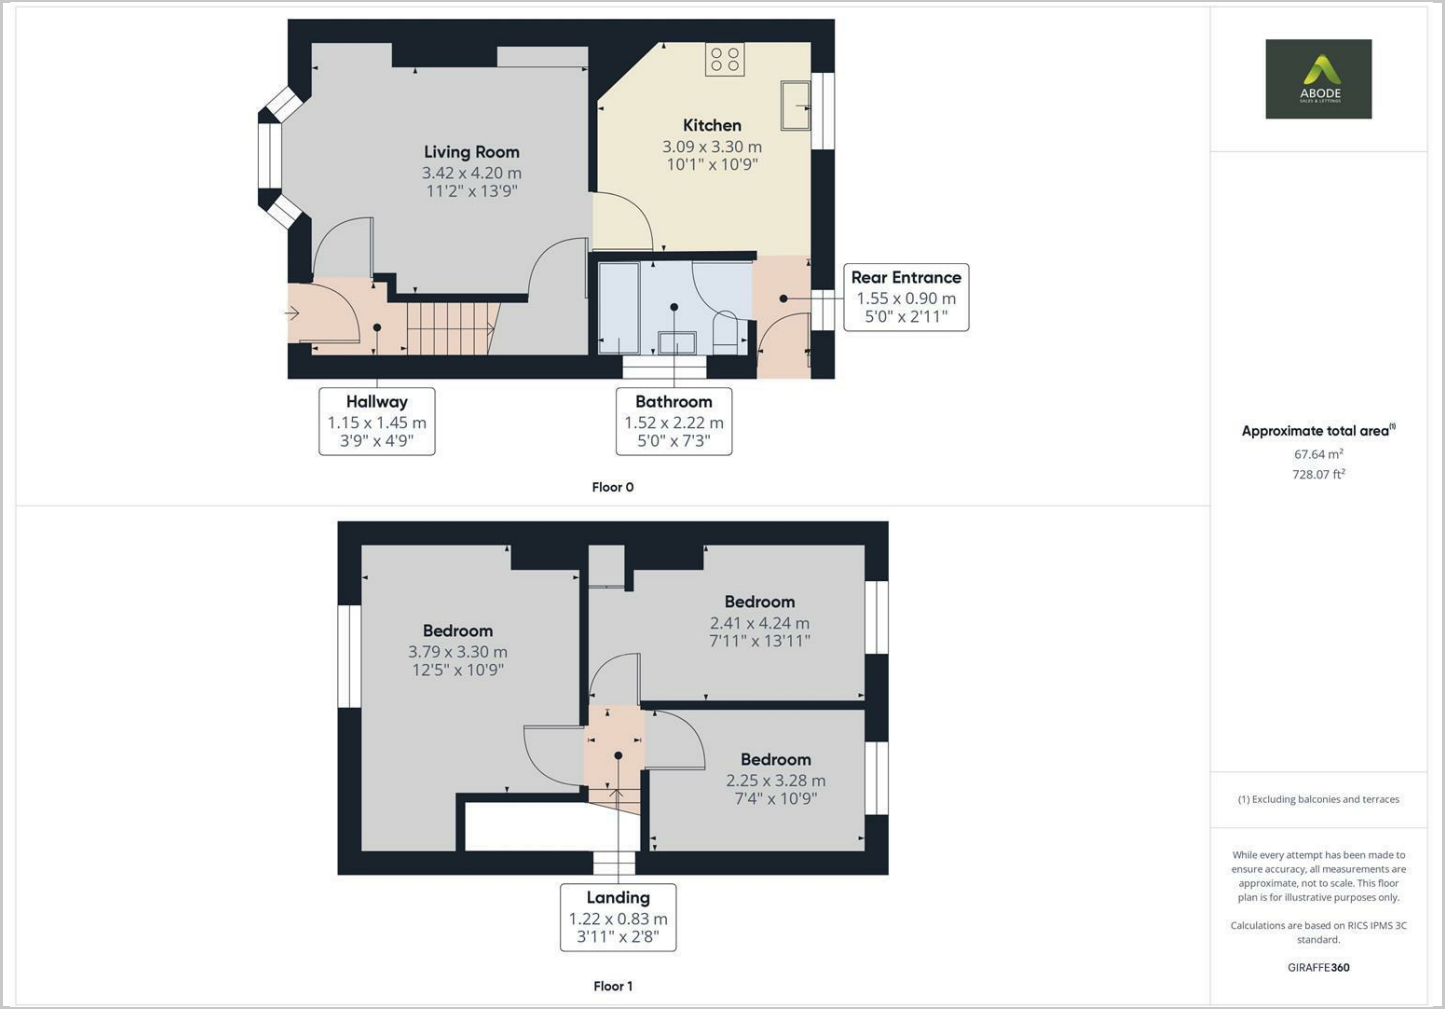 Living Room
3.42 x 4.20 m
11'2" x 13'9"
Kitchen
3.09 x 3.30 m
10'1" x 10'9"
Rear Entrance
1.55 x 0.90 m
5'0" x 2'11"
Hallway
1.15 x 1.45 m
3'9" x 4'9"
Bathroom
1.52 x 2.22 m
5'0" x 7'3"
Floor 0
Bedroom
3.79 x 3.30 m
12'5" x 10'9"
Bedroom
2.41 x 4.24 m
7'11" x 13'11"
Bedroom
2.25 x 3.28 m
7'4" x 10'9"
Landing
1.22 x 0.83 m
3'11" x 2'8"
Floor 1
ABODE
SALES & LETTINGS
Approximate total area(1)
67.64 m²
728.07 ft²
(1) Excluding balconies and terraces
While every attempt has been made to
ensure accuracy, all measurements are
approximate, not to scale. This floor
plan is for illustrative purposes only.
Calculations are based on RICS IPMS 3C
standard.
GIRAFFE360